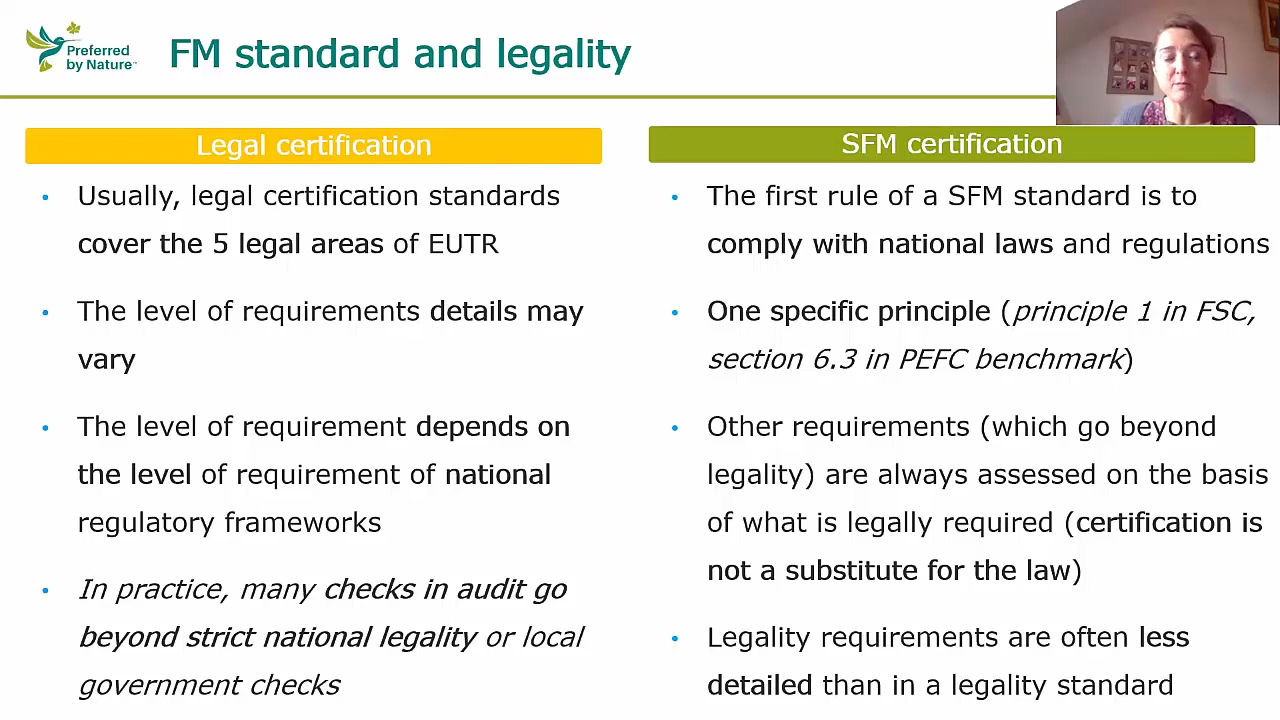 Preferred
by Nature™
FM standard and legality
Legal certification
• Usually, legal certification standards
cover the 5 legal areas of EUTR
• The level of requirements details may
vary
• The level of requirement depends on
the level of requirement of national
regulatory frameworks
• In practice, many checks in audit go
beyond strict national legality or local
government checks
SFM certification
• The first rule of a SFM standard is to
comply with national laws and regulations
• One specific principle (principle 1 in FSC,
section 6.3 in PEFC benchmark)
• Other requirements (which go beyond
legality) are always assessed on the basis
of what is legally required (certification is
not a substitute for the law)
• Legality requirements are often less
detailed than in a legality standard